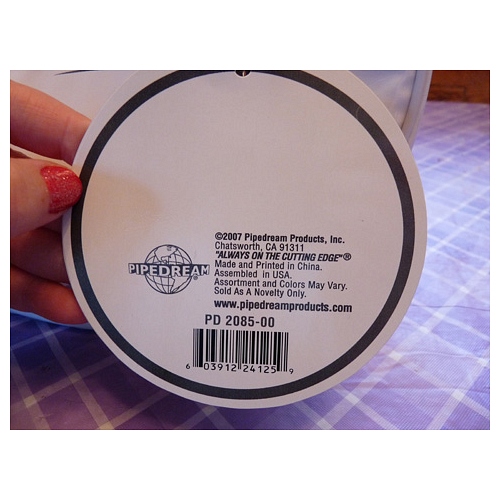 ©2007 Pipedream Products, Inc.
Chatsworth, CA 91311
"ALWAYS ON THE CUTTING EDGE"®
Made and Printed in China.
Assembled in USA.
Assortment and Colors May Vary.
Sold As A Novelty Only.
www.pipedreamproducts.com
PIPEDREAM®
PD 2085-00
6 03912 24125 9